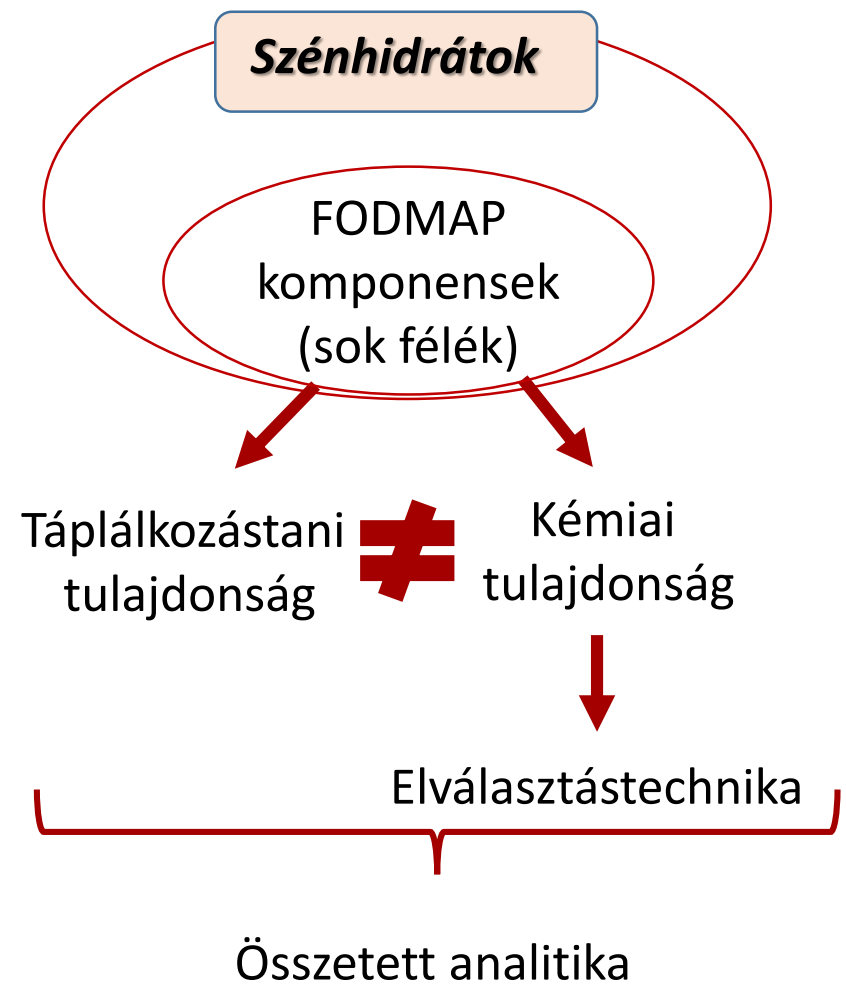 Szénhidrátok
FODMAP
komponensek
(sok félék)
Táplálkozástani
tulajdonság
≠
Kémiai
tulajdonság
Elválasztástechnika
Összetett analitika